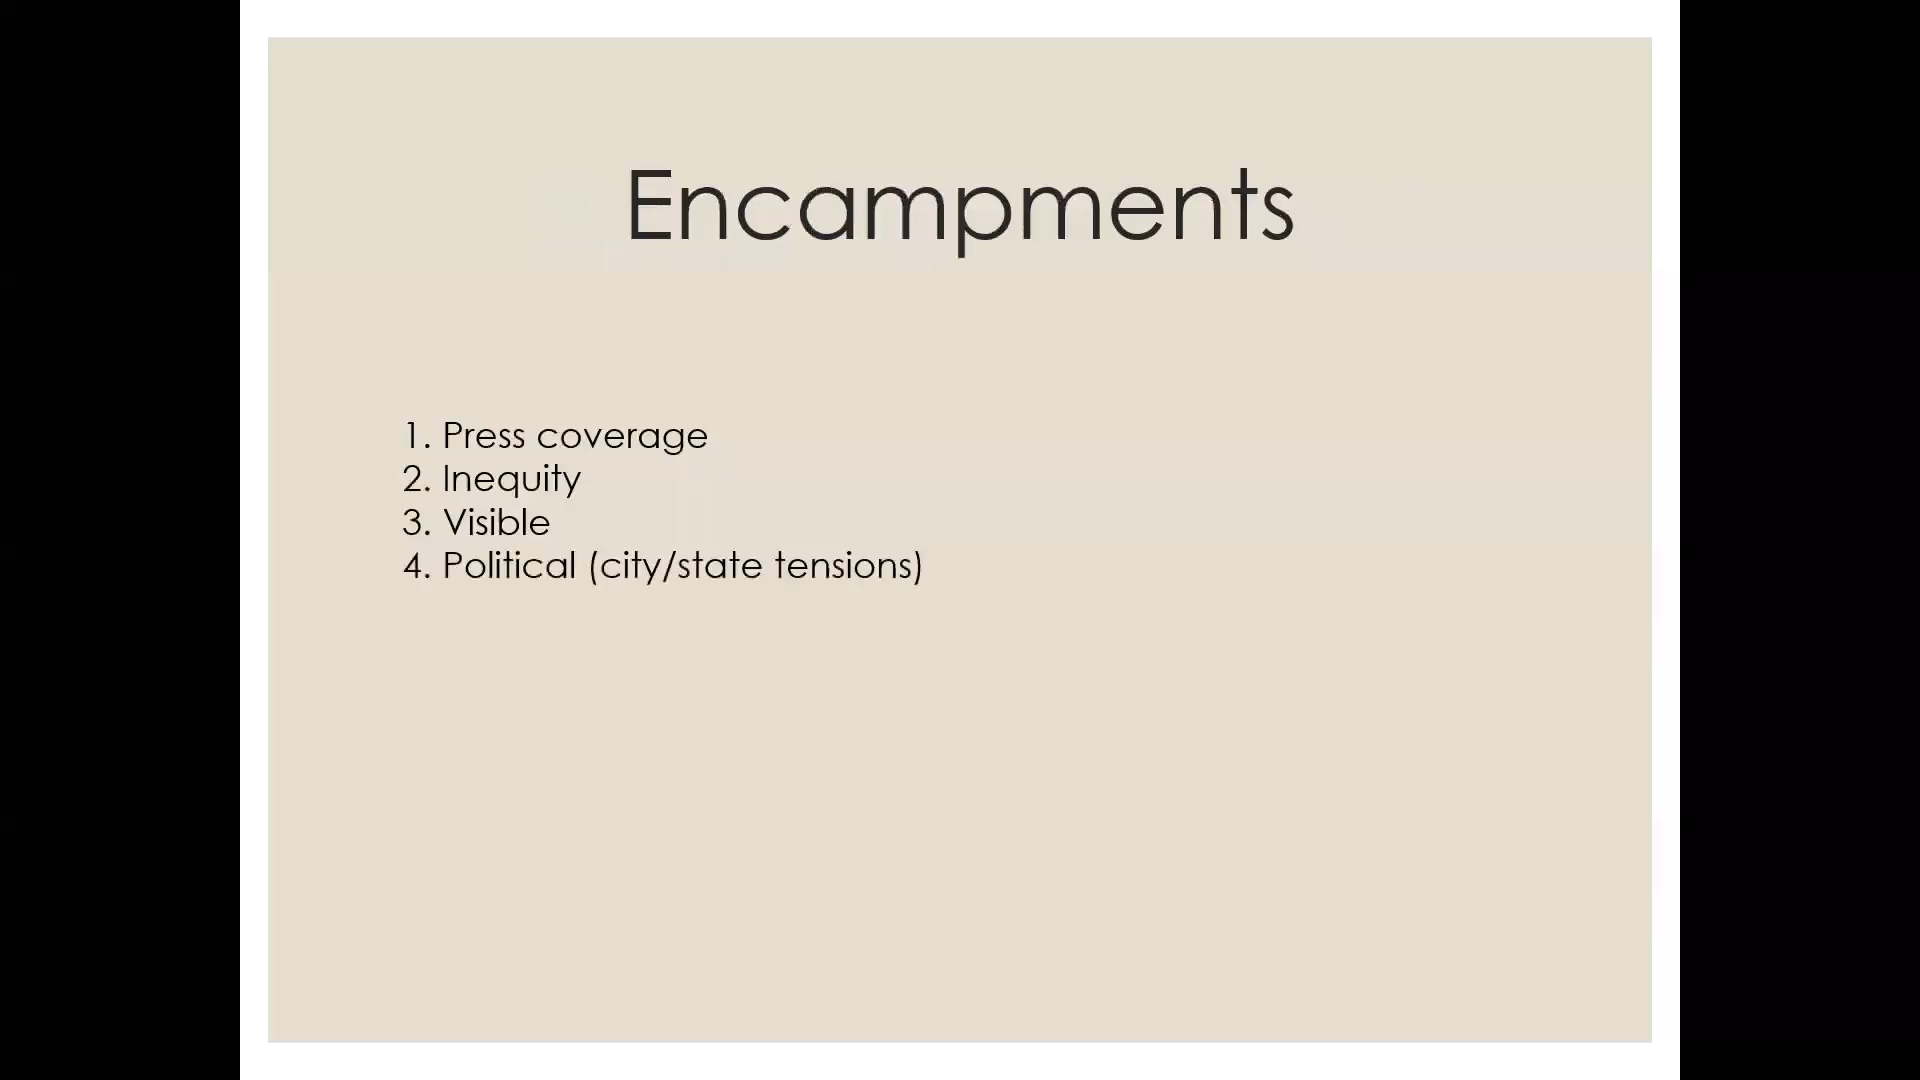 Encampments
1. Press coverage
2. Inequity
3. Visible
4. Political (city/state tensions)